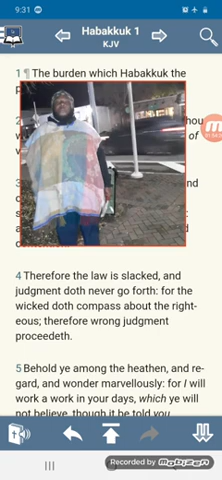 9:31
Habakkuk 1
KJV
1 ¶ The burden which Habakkuk the
2
thou
of
3
nd
4 Therefore the law is slacked, and
judgment doth never go forth: for the
wicked doth compass about the right-
eous; therefore wrong judgment
proceedeth.
5 Behold ye among the heathen, and re-
gard, and wonder marvellously: for I will
work a work in your days, which ye will
not believe, though it be told you.
Recorded by mobizen